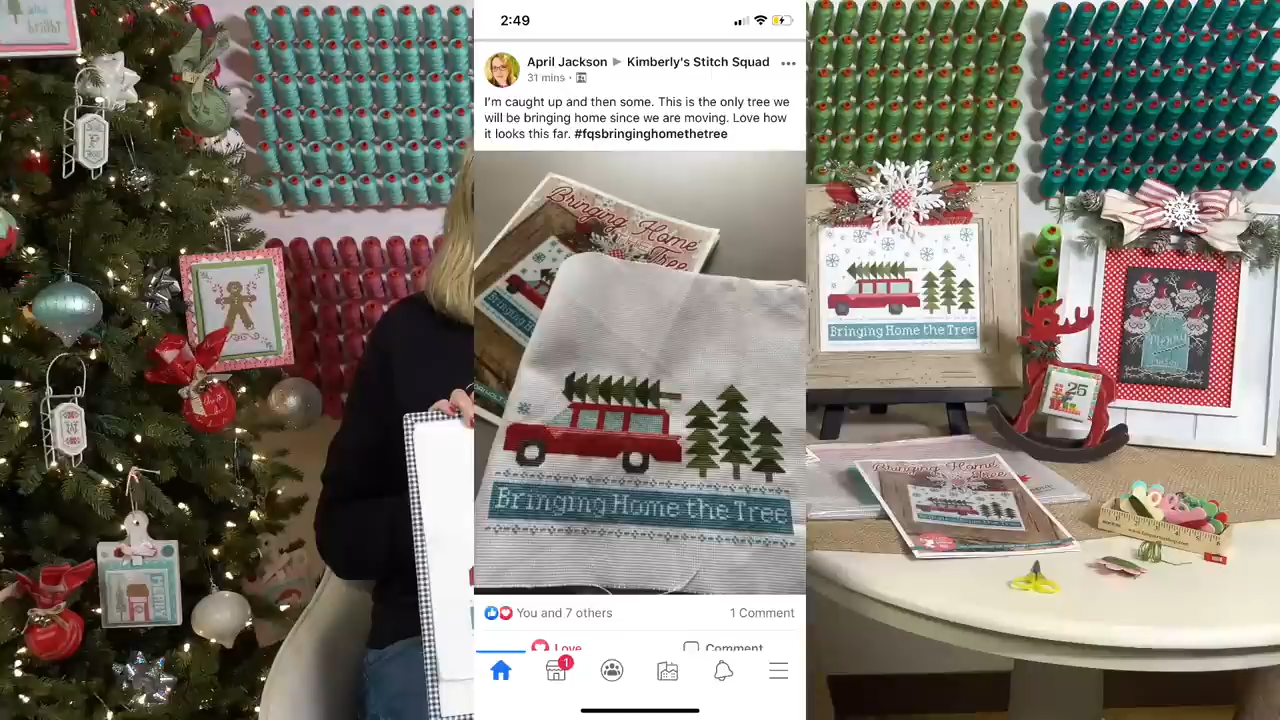 2:49
April Jackson ▶ Kimberly's Stitch Squad
31 mins ·
I'm caught up and then some. This is the only tree we
will be bringing home since we are moving. Love how
it looks this far. #fqsbringinghomethetree
Bringing Home
Tree
Bringing Home the Tree
You and 7 others
1 Comment
Love
Comment
1
Bringing Home the Tree
25
Bringing Home
Tree